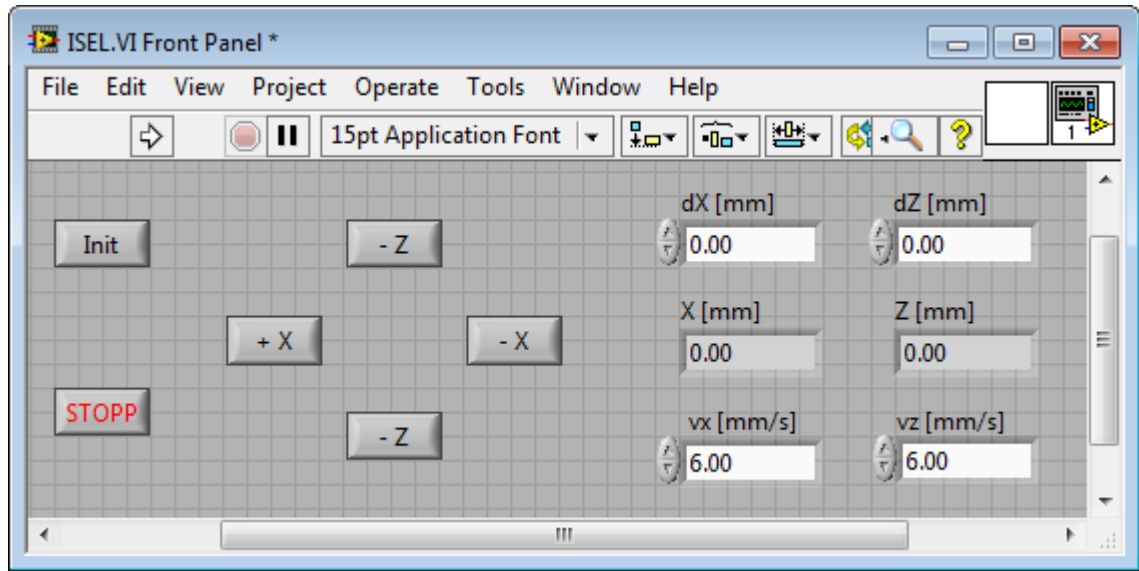 ISEL.VI Front Panel *
File Edit View Project Operate Tools Window Help
15pt Application Font
1
dX [mm] dZ [mm]
Init - Z 0.00 0.00
X [mm] Z [mm]
+ X - X 0.00 0.00
STOPP vx [mm/s] vz [mm/s]
- Z 6.00 6.00